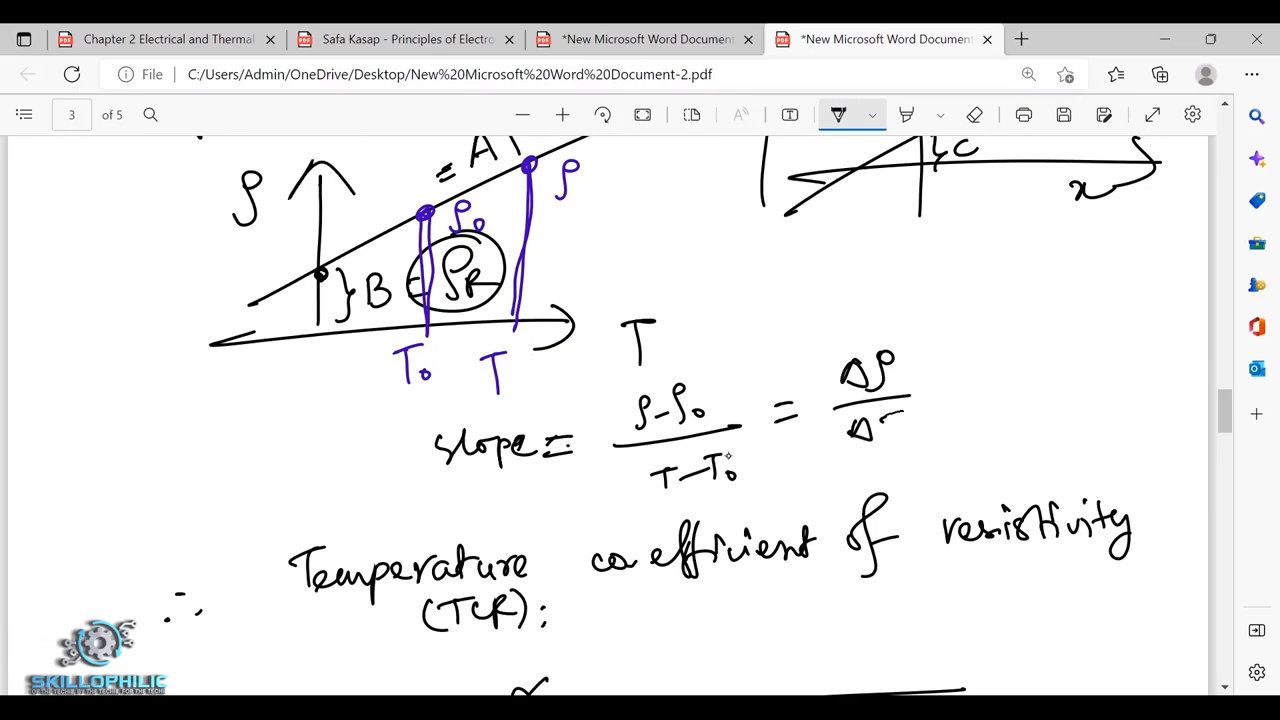 Chapter 2 Electrical and Thermal
Safa Kasap - Principles of Electro
*New Microsoft Word Document
*New Microsoft Word Document
File
C:/Users/Admin/OneDrive/Desktop/New%20Microsoft%20Word%20Document-2.pdf
3 of 5
= AT
ρ
ρ
ρ₀
} C
x
} B
ρR
T₀
T
T
slope = ρ-ρ₀ / T-T₀ = Δρ / ΔT
∴ Temperature coefficient of resistivity
(TCR):
α
SKILLOPHILIC